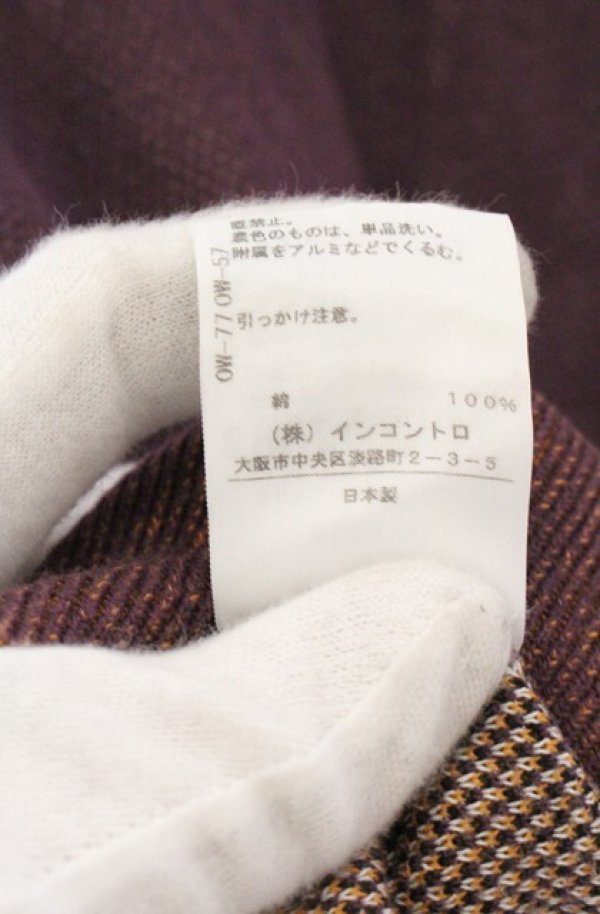 禁止。
濃色のものは、単品洗い。
附属をアルミなどでくるむ。
引っかけ注意。
OW-77 OW-57
綿 100%
(株) インコントロ
大阪市中央区淡路町2-3-5
日本製